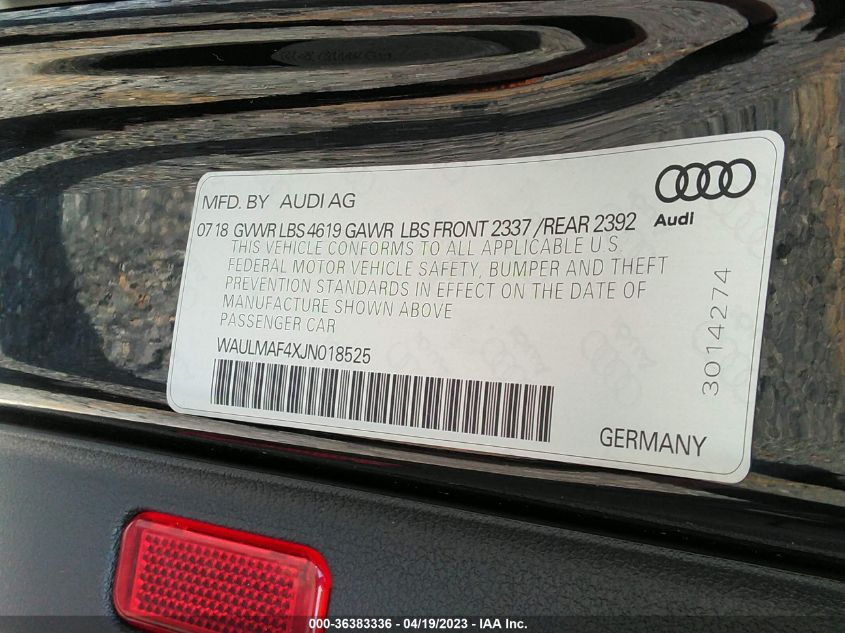 MFD. BY AUDI AG
Audi
07 18 GVWR LBS 4619 GAWR LBS FRONT 2337 /REAR 2392
THIS VEHICLE CONFORMS TO ALL APPLICABLE U.S.
FEDERAL MOTOR VEHICLE SAFETY, BUMPER AND THEFT
PREVENTION STANDARDS IN EFFECT ON THE DATE OF
MANUFACTURE SHOWN ABOVE
PASSENGER CAR
WAULMAF4XJN018525
3014274
GERMANY
000-36383336 - 04/19/2023 - IAA Inc.